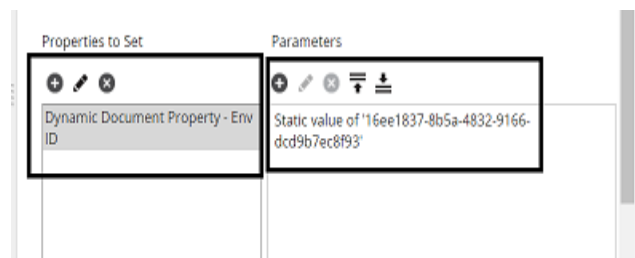 Properties to Set
Parameters
Dynamic Document Property - Env
ID
Static value of '16ee1837-8b5a-4832-9166-
dcd9b7ec8f93'